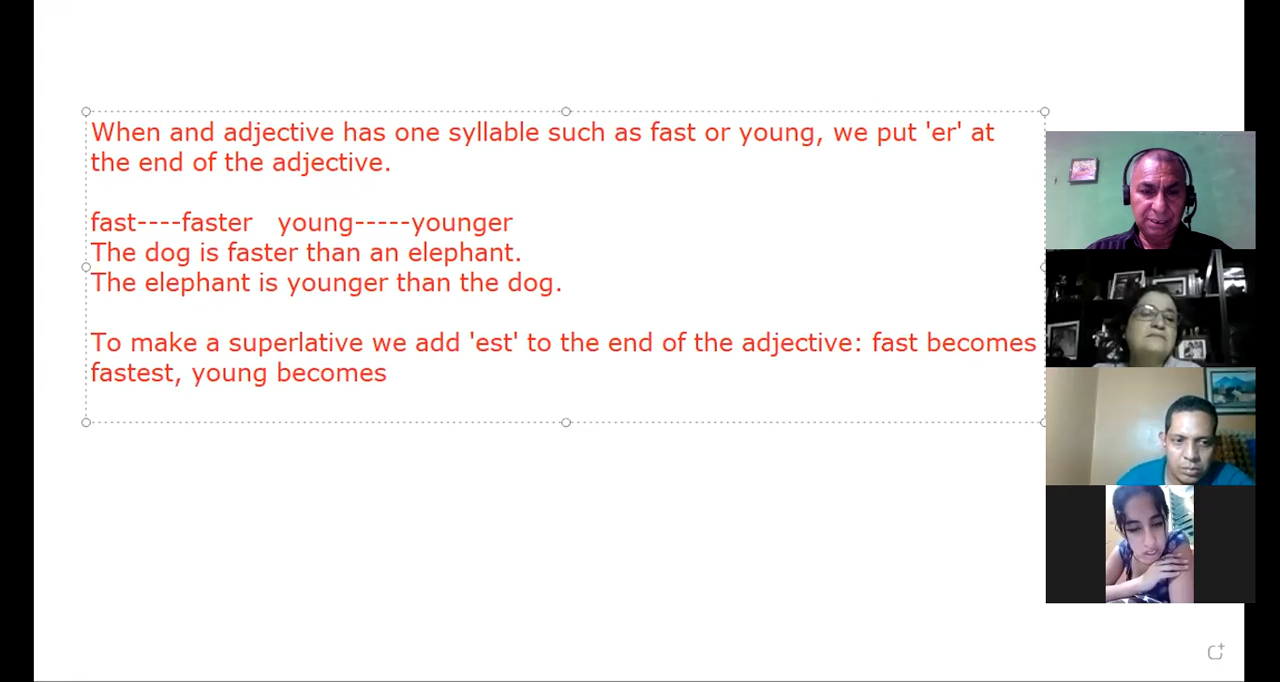 When and adjective has one syllable such as fast or young, we put 'er' at
the end of the adjective.
fast----faster young-----younger
The dog is faster than an elephant.
The elephant is younger than the dog.
To make a superlative we add 'est' to the end of the adjective: fast becomes
fastest, young becomes